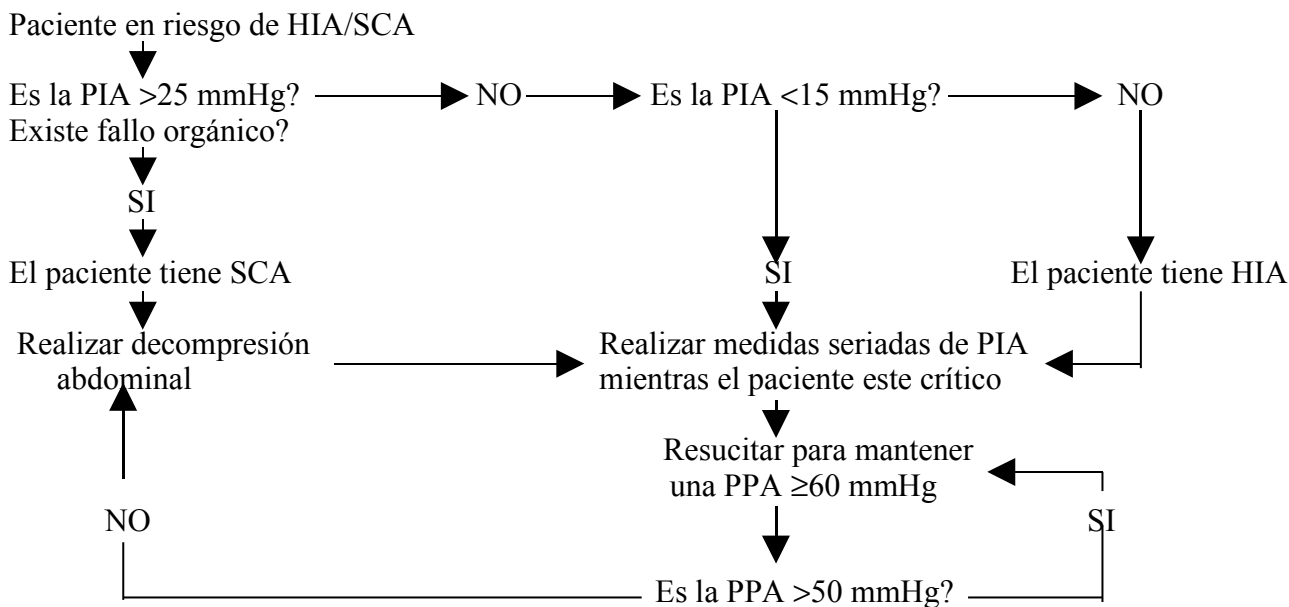 Paciente en riesgo de HIA/SCA
Es la PIA >25 mmHg?
Existe fallo orgánico?
NO
Es la PIA <15 mmHg?
NO
SI
El paciente tiene SCA
SI
El paciente tiene HIA
Realizar decompresión
abdominal
Realizar medidas seriadas de PIA
mientras el paciente este crítico
Resucitar para mantener
una PPA ≥60 mmHg
NO
SI
Es la PPA >50 mmHg?